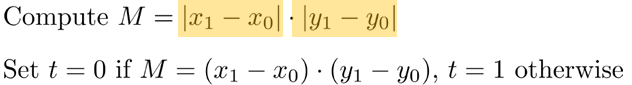 Compute M = |x₁ − x₀| · |y₁ − y₀|
Set t = 0 if M = (x₁ − x₀) · (y₁ − y₀), t = 1 otherwise